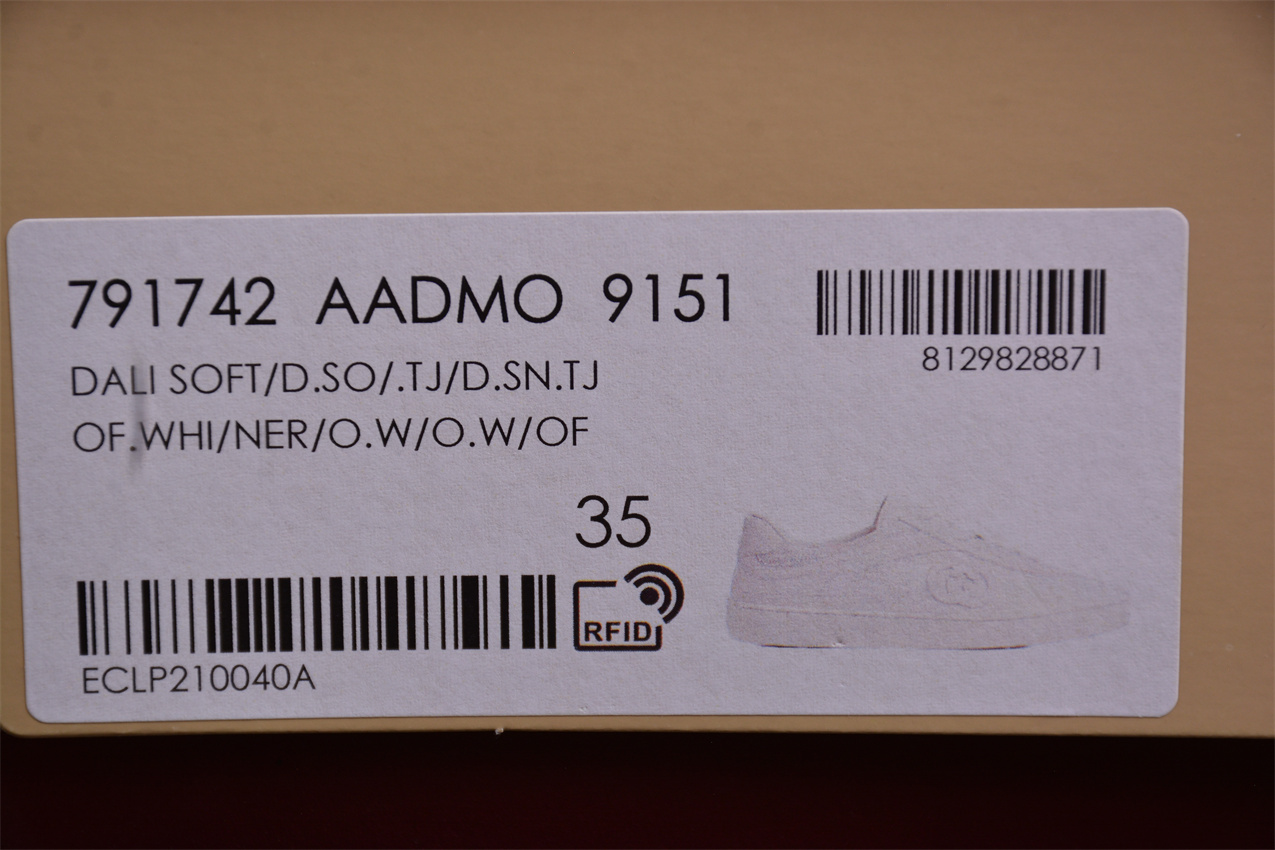 791742 AADMO 9151
8129828871
DALI SOFT/D.SO/.TJ/D.SN.TJ
OF.WHI/NER/O.W/O.W/OF
35
RFID
ECLP210040A